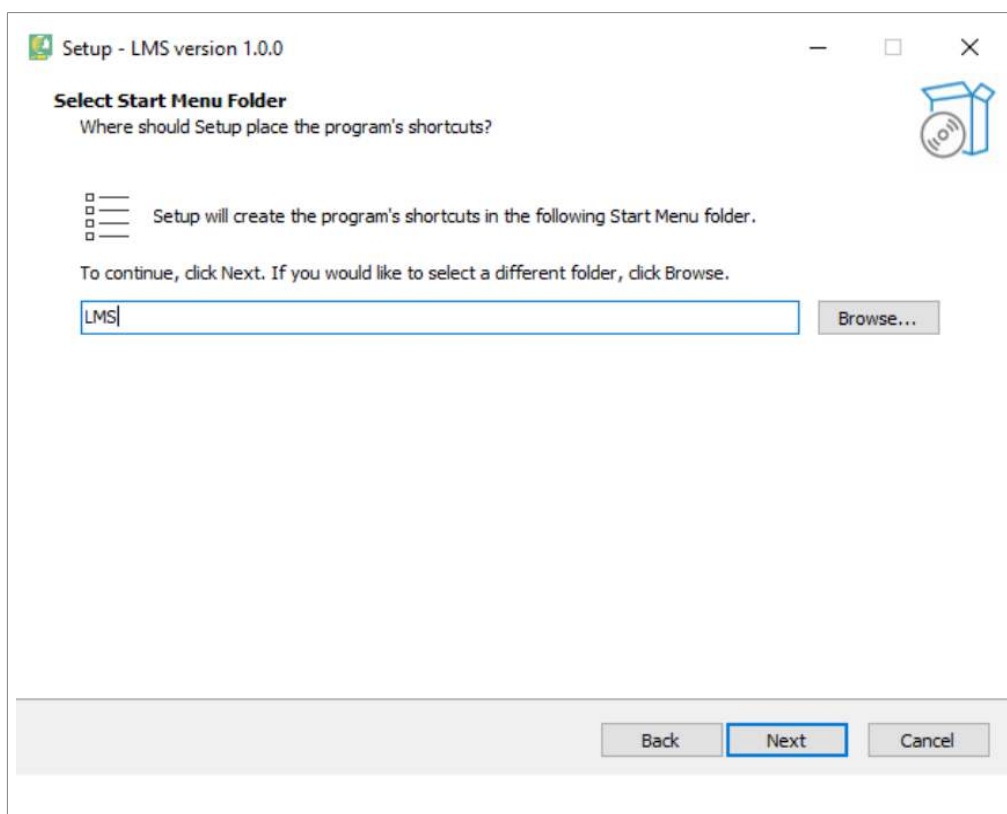 Setup - LMS version 1.0.0
Select Start Menu Folder
Where should Setup place the program's shortcuts?
Setup will create the program's shortcuts in the following Start Menu folder.
To continue, click Next. If you would like to select a different folder, click Browse.
LMS
Browse...
Back
Next
Cancel